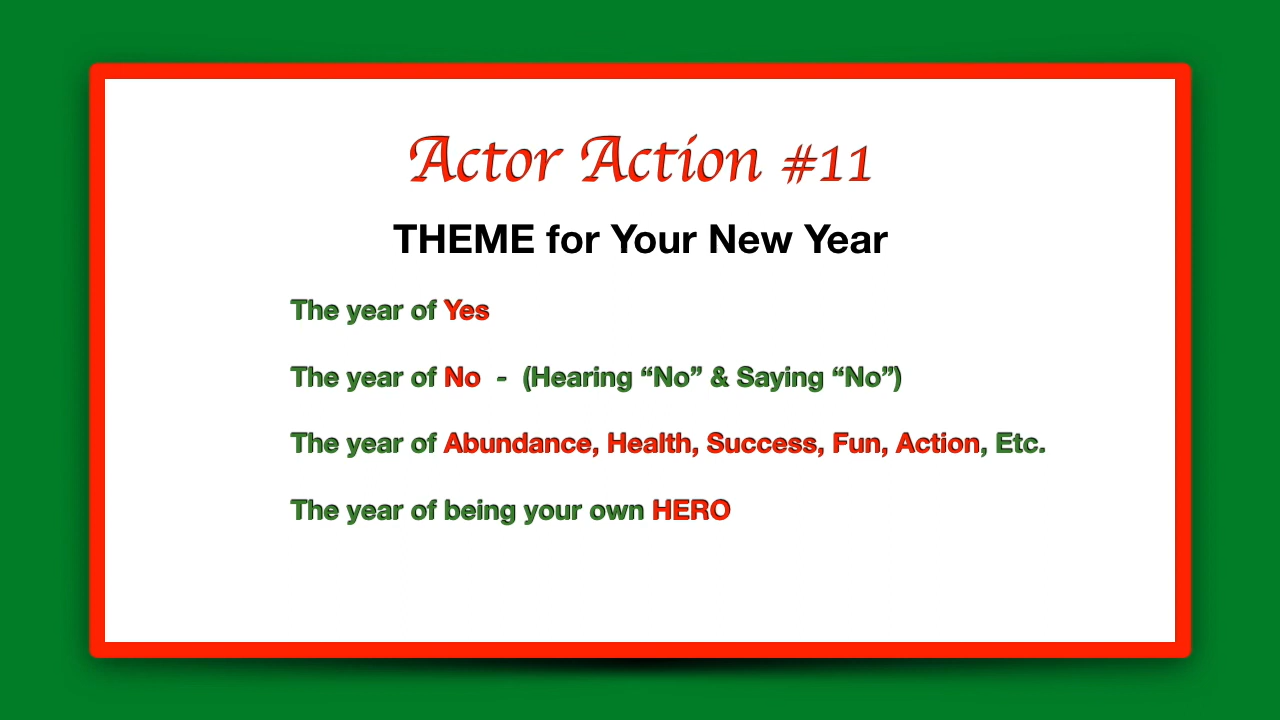 Actor Action #11
THEME for Your New Year
The year of Yes
The year of No - (Hearing “No” & Saying “No”)
The year of Abundance, Health, Success, Fun, Action, Etc.
The year of being your own HERO